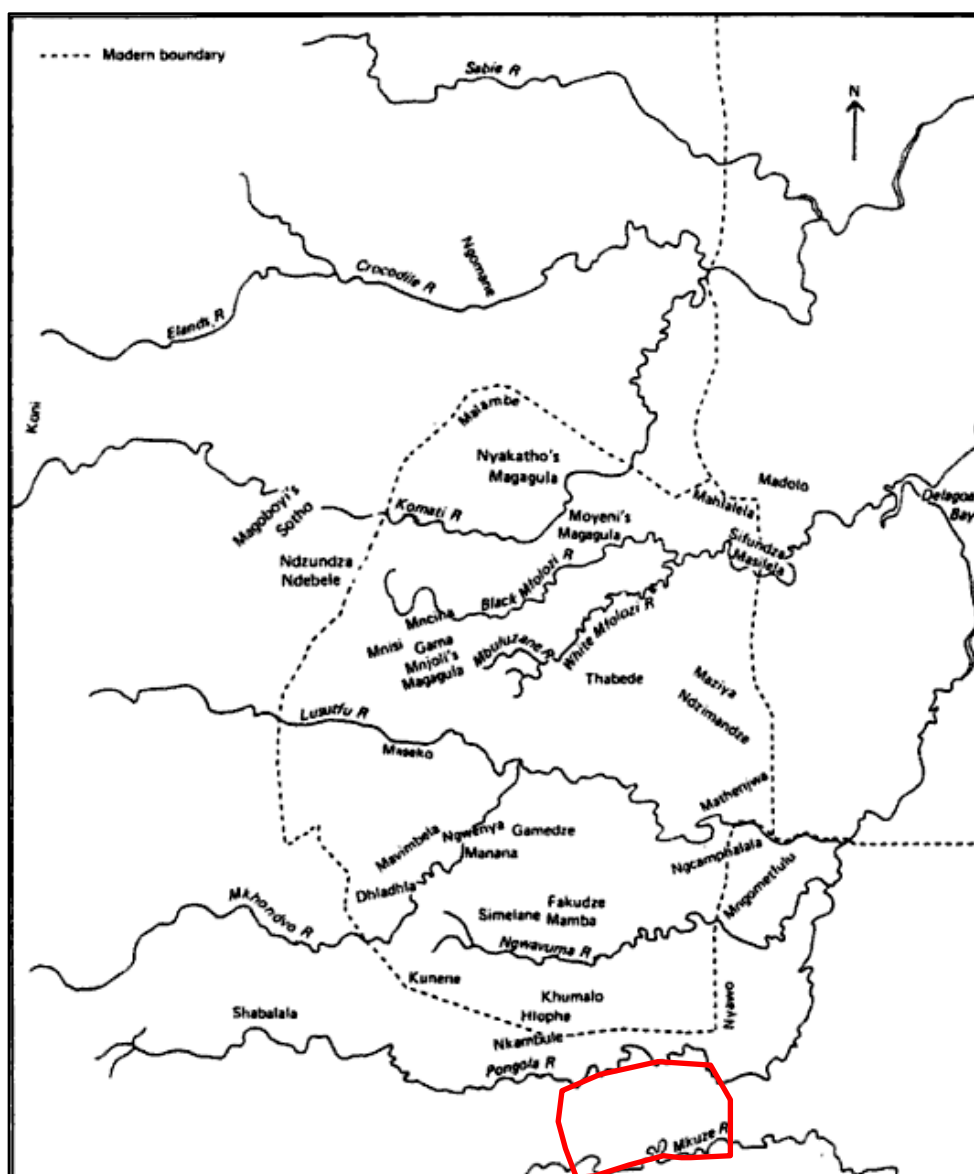 Modern boundary
Sabie R
N
Ngomane
Crocodile R
Elands R
Koni
Malambe
Nyakatho's
Magagula
Madolo
Mahlalela
Delagoa
Bay
Magoboyi's
Sotho
Komati R
Moyeni's
Magagula
Sifundza
Masilela
Ndzundza
Ndebele
Black Mfolozi R
Mncina
White Mfolozi R
Mnisi
Gama
Mnjoli's
Magagula
Mbuluzane R
Thabede
Maziya
Ndzimandze
Lusutfu R
Maseko
Mathenjwa
Mavimbela
Ngwenya
Gamedze
Manana
Ngcamphalala
Mngometfulu
Dhladhla
Mkhondvo R
Fakudze
Simelane
Mamba
Ngwavuma R
Kunene
Khumalo
Hlophe
Nyawo
Shabalala
Nkambule
Pongola R
Mkuze R